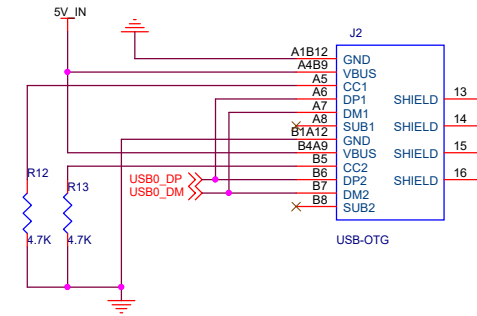 5V_IN
J2
A1B12 GND
A4B9 VBUS
A5 CC1
A6 DP1 SHIELD 13
A7 DM1
A8 SUB1 SHIELD 14
B1A12 GND
B4A9 VBUS SHIELD 15
B5 CC2
R12 R13 USB0_DP B6 DP2 SHIELD 16
USB0_DM B7 DM2
B8 SUB2
4.7K 4.7K USB-OTG